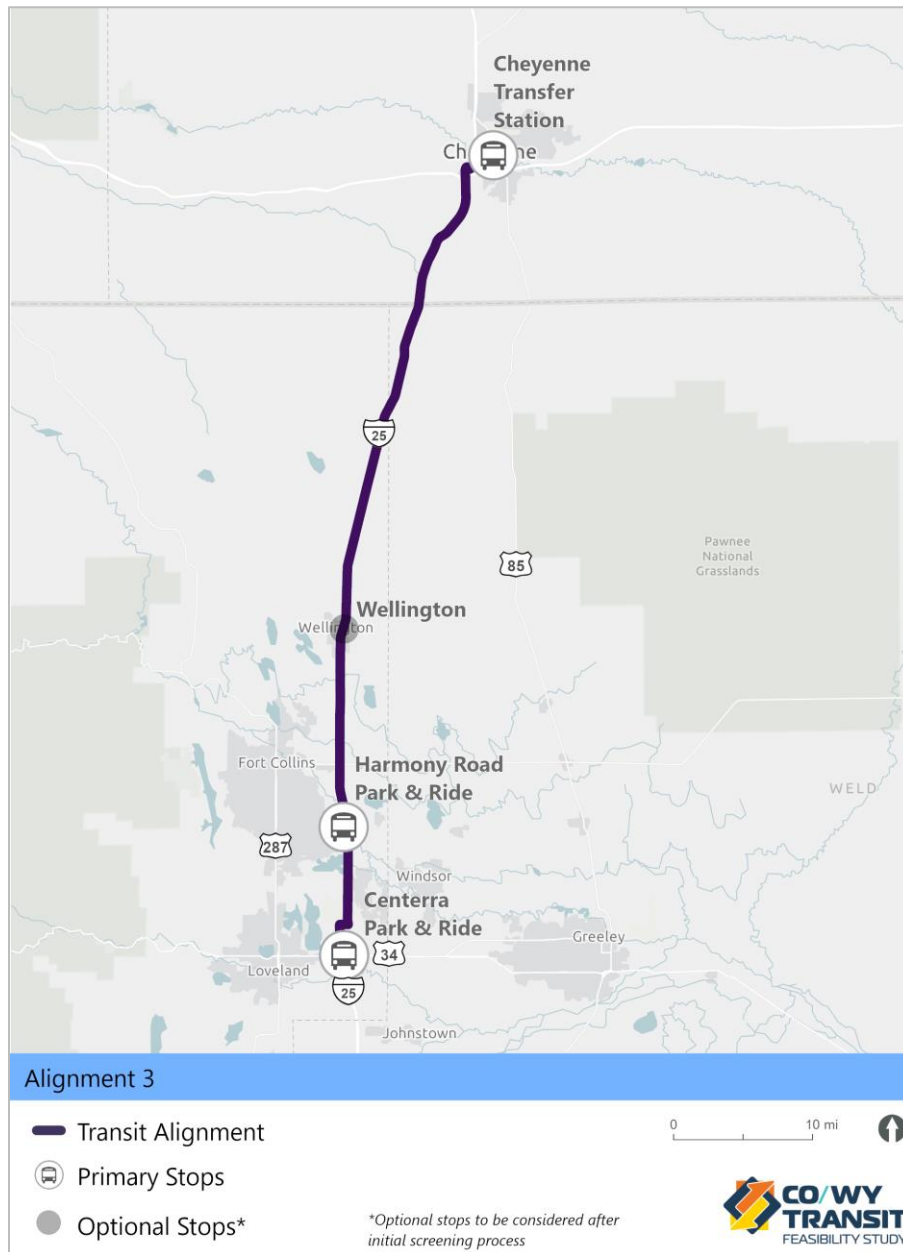 Cheyenne
Transfer
Station
25
Pawnee
National
Grasslands
85
Wellington
Wellington
Harmony Road
Park & Ride
Fort Collins
WELD
287
Windsor
Centerra
Park & Ride
34
Greeley
Loveland
25
Johnstown
Alignment 3
Transit Alignment
0 10 mi
Primary Stops
Optional Stops*
*Optional stops to be considered after
initial screening process
CO/WY
TRANSIT
FEASIBILITY STUDY